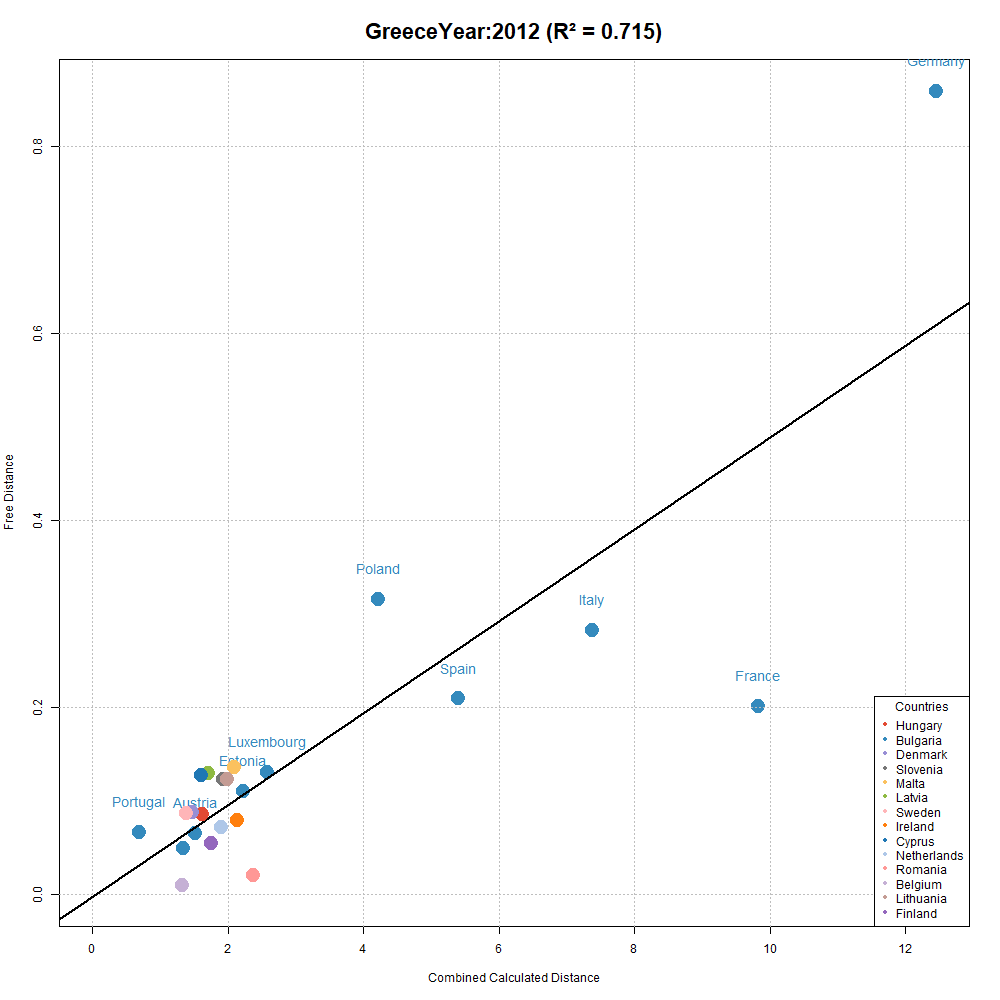 GreeceYear:2012 (R² = 0.715)
Germany
0.8
0.6
Free Distance
0.4
Poland
Italy
Spain
France
0.2
Luxembourg
Estonia
Portugal
Austria
0.0
Countries
Hungary
Bulgaria
Denmark
Slovenia
Malta
Latvia
Sweden
Ireland
Cyprus
Netherlands
Romania
Belgium
Lithuania
Finland
0 2 4 6 8 10 12
Combined Calculated Distance